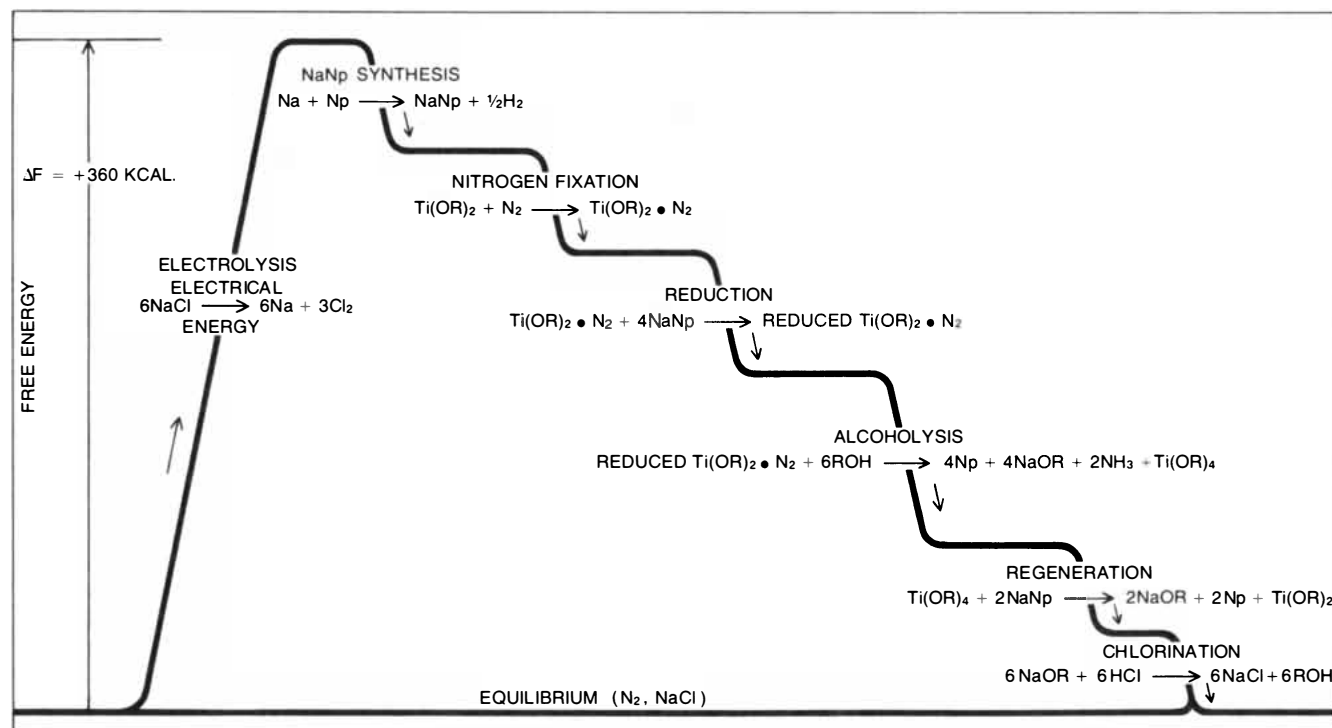 NaNp SYNTHESIS
Na + Np ⟶ NaNp + ½H₂
ΔF = +360 KCAL.
NITROGEN FIXATION
Ti(OR)₂ + N₂ ⟶ Ti(OR)₂ • N₂
ELECTROLYSIS
ELECTRICAL
6NaCl ⟶ 6Na + 3Cl₂
ENERGY
FREE ENERGY
REDUCTION
Ti(OR)₂ • N₂ + 4NaNp ⟶ REDUCED Ti(OR)₂ • N₂
ALCOHOLYSIS
REDUCED Ti(OR)₂ • N₂ + 6ROH ⟶ 4Np + 4NaOR + 2NH₃ + Ti(OR)₄
REGENERATION
Ti(OR)₄ + 2NaNp ⟶ 2NaOR + 2Np + Ti(OR)₂
CHLORINATION
6NaOR + 6HCl ⟶ 6NaCl + 6ROH
EQUILIBRIUM (N₂, NaCl)